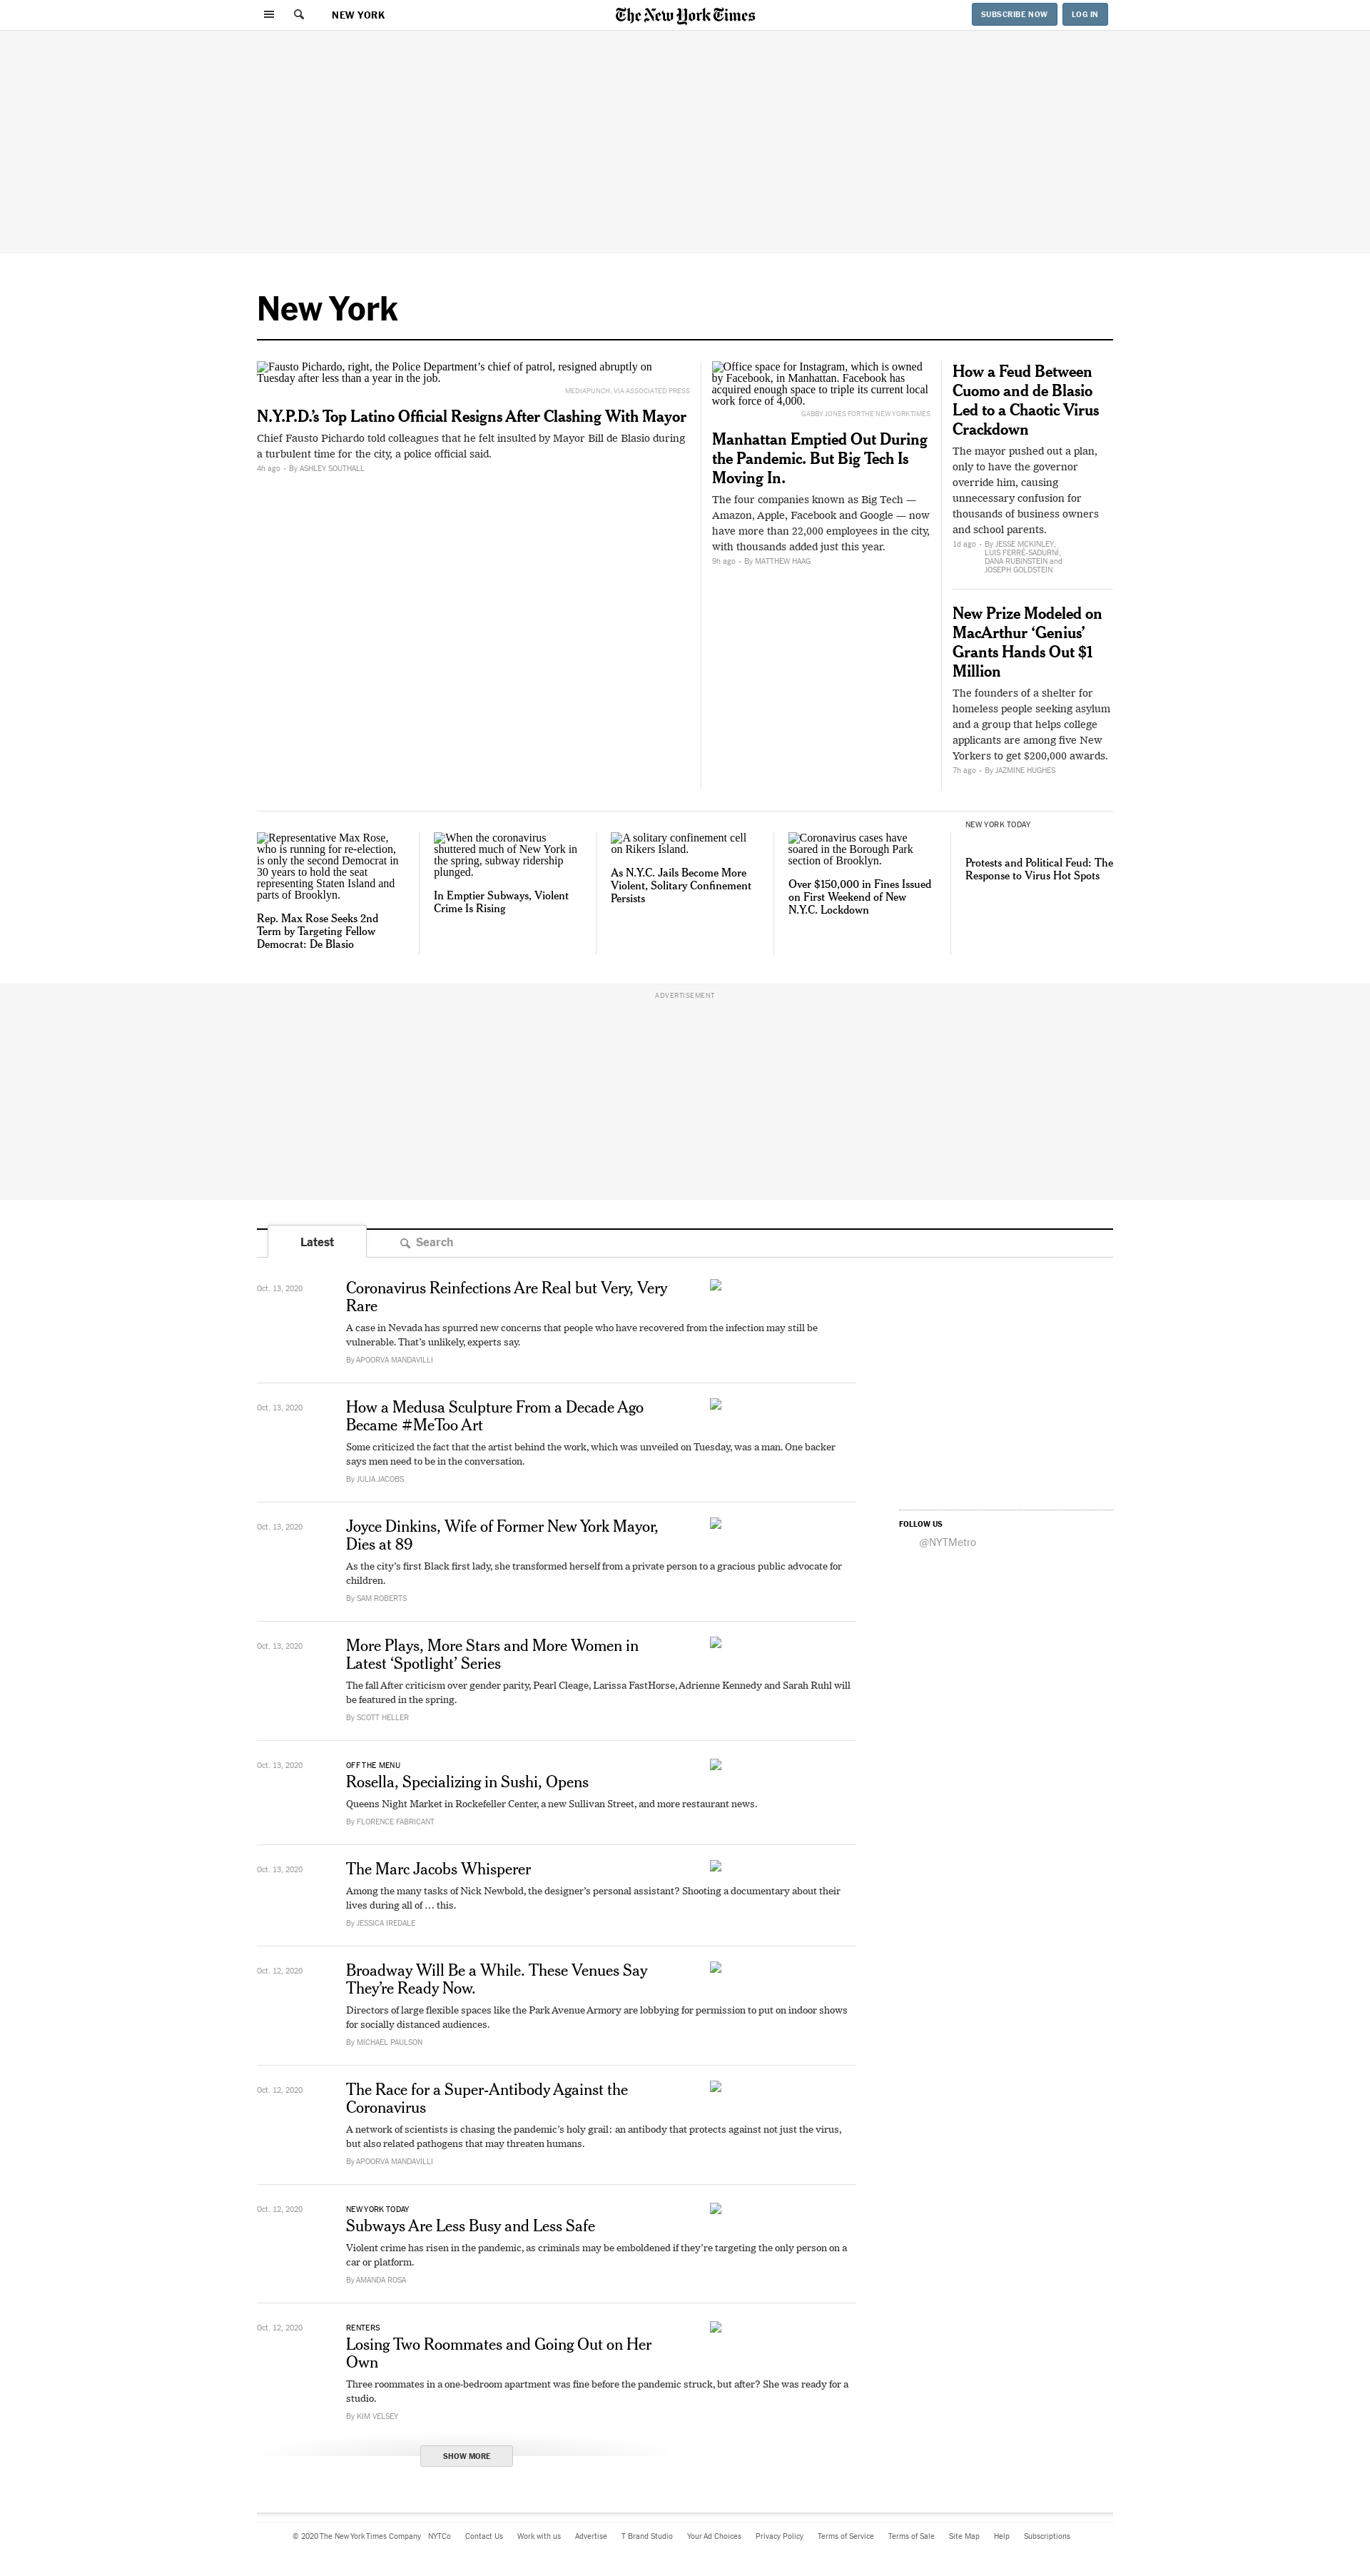 NEW YORK
The New York Times
SUBSCRIBE NOW
LOG IN
New York
Fausto Pichardo, right, the Police Department’s chief of patrol, resigned abruptly on
Tuesday after less than a year in the job.
MEDIAPUNCH, VIA ASSOCIATED PRESS
N.Y.P.D.’s Top Latino Official Resigns After Clashing With Mayor
Chief Fausto Pichardo told colleagues that he felt insulted by Mayor Bill de Blasio during
a turbulent time for the city, a police official said.
4h ago • By ASHLEY SOUTHALL
Office space for Instagram, which is owned
by Facebook, in Manhattan. Facebook has
acquired enough space to triple its current local
work force of 4,000.
GABBY JONES FOR THE NEW YORK TIMES
Manhattan Emptied Out During
the Pandemic. But Big Tech Is
Moving In.
The four companies known as Big Tech —
Amazon, Apple, Facebook and Google — now
have more than 22,000 employees in the city,
with thousands added just this year.
9h ago • By MATTHEW HAAG
How a Feud Between
Cuomo and de Blasio
Led to a Chaotic Virus
Crackdown
The mayor pushed out a plan,
only to have the governor
override him, causing
unnecessary confusion for
thousands of business owners
and school parents.
1d ago • By JESSE MCKINLEY,
LUIS FERRÉ-SADURNÍ,
DANA RUBINSTEIN and
JOSEPH GOLDSTEIN
New Prize Modeled on
MacArthur ‘Genius’
Grants Hands Out $1
Million
The founders of a shelter for
homeless people seeking asylum
and a group that helps college
applicants are among five New
Yorkers to get $200,000 awards.
7h ago • By JAZMINE HUGHES
Representative Max Rose,
who is running for re-election,
is only the second Democrat in
30 years to hold the seat
representing Staten Island and
parts of Brooklyn.
Rep. Max Rose Seeks 2nd
Term by Targeting Fellow
Democrat: De Blasio
When the coronavirus
shuttered much of New York in
the spring, subway ridership
plunged.
In Emptier Subways, Violent
Crime Is Rising
A solitary confinement cell
on Rikers Island.
As N.Y.C. Jails Become More
Violent, Solitary Confinement
Persists
Coronavirus cases have
soared in the Borough Park
section of Brooklyn.
Over $150,000 in Fines Issued
on First Weekend of New
N.Y.C. Lockdown
NEW YORK TODAY
Protests and Political Feud: The
Response to Virus Hot Spots
ADVERTISEMENT
Latest
Search
Oct. 13, 2020
Coronavirus Reinfections Are Real but Very, Very
Rare
A case in Nevada has spurred new concerns that people who have recovered from the infection may still be
vulnerable. That’s unlikely, experts say.
By APOORVA MANDAVILLI
Oct. 13, 2020
How a Medusa Sculpture From a Decade Ago
Became #MeToo Art
Some criticized the fact that the artist behind the work, which was unveiled on Tuesday, was a man. One backer
says men need to be in the conversation.
By JULIA JACOBS
FOLLOW US
@NYTMetro
Oct. 13, 2020
Joyce Dinkins, Wife of Former New York Mayor,
Dies at 89
As the city’s first Black first lady, she transformed herself from a private person to a gracious public advocate for
children.
By SAM ROBERTS
Oct. 13, 2020
More Plays, More Stars and More Women in
Latest ‘Spotlight’ Series
The fall After criticism over gender parity, Pearl Cleage, Larissa FastHorse, Adrienne Kennedy and Sarah Ruhl will
be featured in the spring.
By SCOTT HELLER
Oct. 13, 2020
OFF THE MENU
Rosella, Specializing in Sushi, Opens
Queens Night Market in Rockefeller Center, a new Sullivan Street, and more restaurant news.
By FLORENCE FABRICANT
Oct. 13, 2020
The Marc Jacobs Whisperer
Among the many tasks of Nick Newbold, the designer’s personal assistant? Shooting a documentary about their
lives during all of … this.
By JESSICA IREDALE
Oct. 12, 2020
Broadway Will Be a While. These Venues Say
They’re Ready Now.
Directors of large flexible spaces like the Park Avenue Armory are lobbying for permission to put on indoor shows
for socially distanced audiences.
By MICHAEL PAULSON
Oct. 12, 2020
The Race for a Super-Antibody Against the
Coronavirus
A network of scientists is chasing the pandemic’s holy grail: an antibody that protects against not just the virus,
but also related pathogens that may threaten humans.
By APOORVA MANDAVILLI
Oct. 12, 2020
NEW YORK TODAY
Subways Are Less Busy and Less Safe
Violent crime has risen in the pandemic, as criminals may be emboldened if they’re targeting the only person on a
car or platform.
By AMANDA ROSA
Oct. 12, 2020
RENTERS
Losing Two Roommates and Going Out on Her
Own
Three roommates in a one-bedroom apartment was fine before the pandemic struck, but after? She was ready for a
studio.
By KIM VELSEY
SHOW MORE
© 2020 The New York Times Company NYTCo Contact Us Work with us Advertise T Brand Studio Your Ad Choices Privacy Policy Terms of Service Terms of Sale Site Map Help Subscriptions